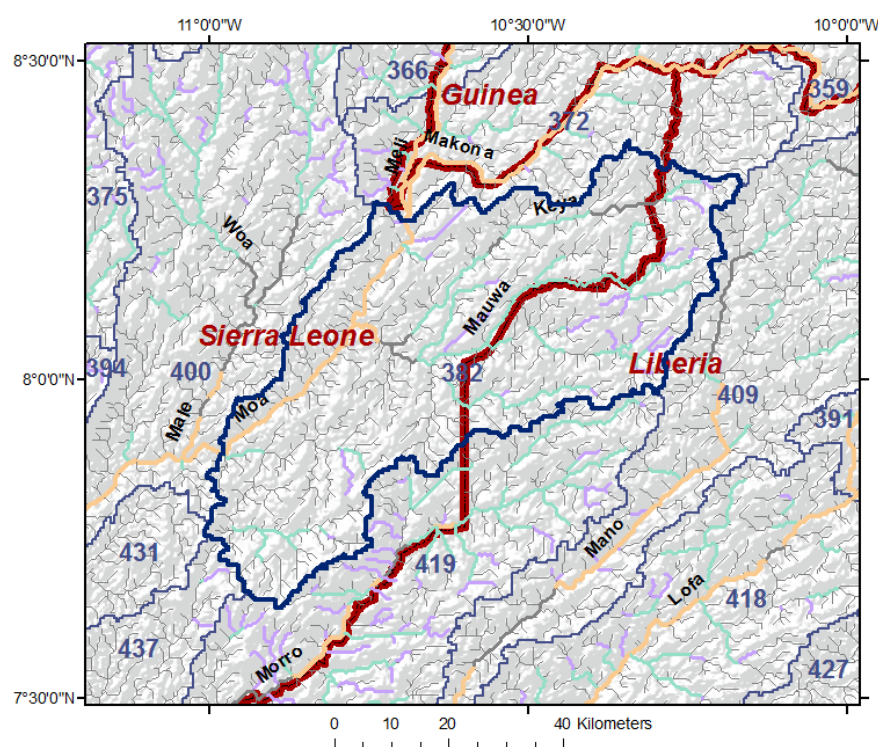 11°0'0"W
10°30'0"W
10°0'0"W
8°30'0"N
366
Guinea
359
372
Makona
Meli
375
Keya
Woa
Mauwa
Sierra Leone
Liberia
394
400
382
409
Moa
Male
391
8°0'0"N
431
Mano
419
Lofa
418
437
Morro
427
7°30'0"N
0 10 20 40 Kilometers